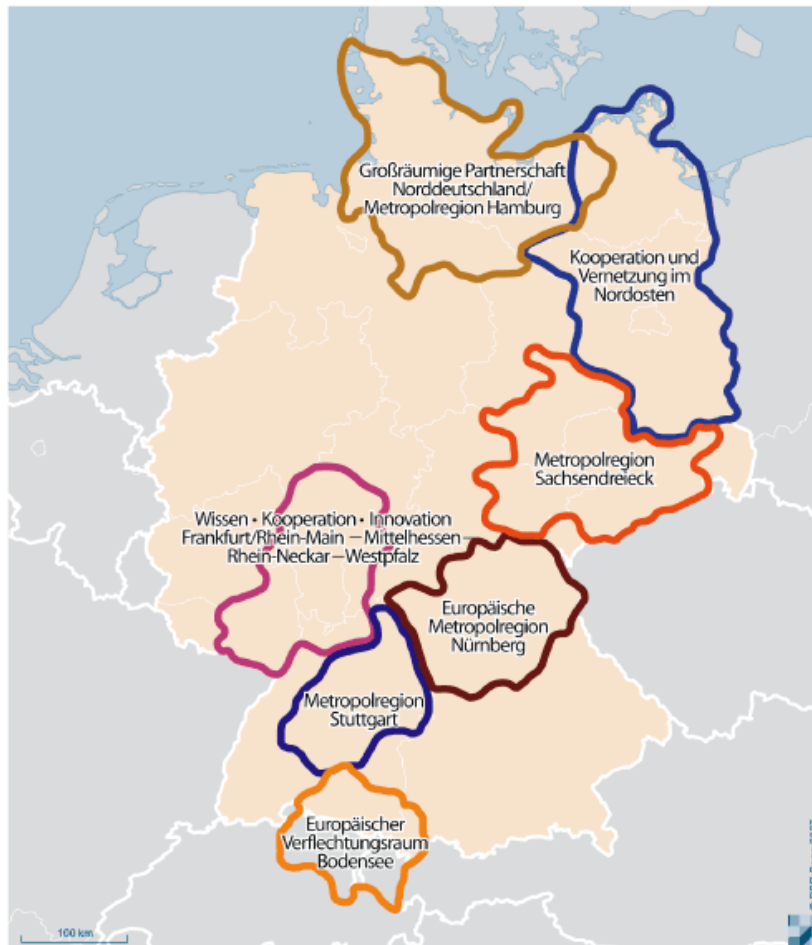 Großräumige Partnerschaft
Norddeutschland/
Metropolregion Hamburg
Kooperation und
Vernetzung im
Nordosten
Metropolregion
Sachsendreieck
Wissen • Kooperation • Innovation
Frankfurt/Rhein-Main – Mittelhessen –
Rhein-Neckar – Westpfalz
Europäische
Metropolregion
Nürnberg
Metropolregion
Stuttgart
Europäischer
Verflechtungsraum
Bodensee
100 km